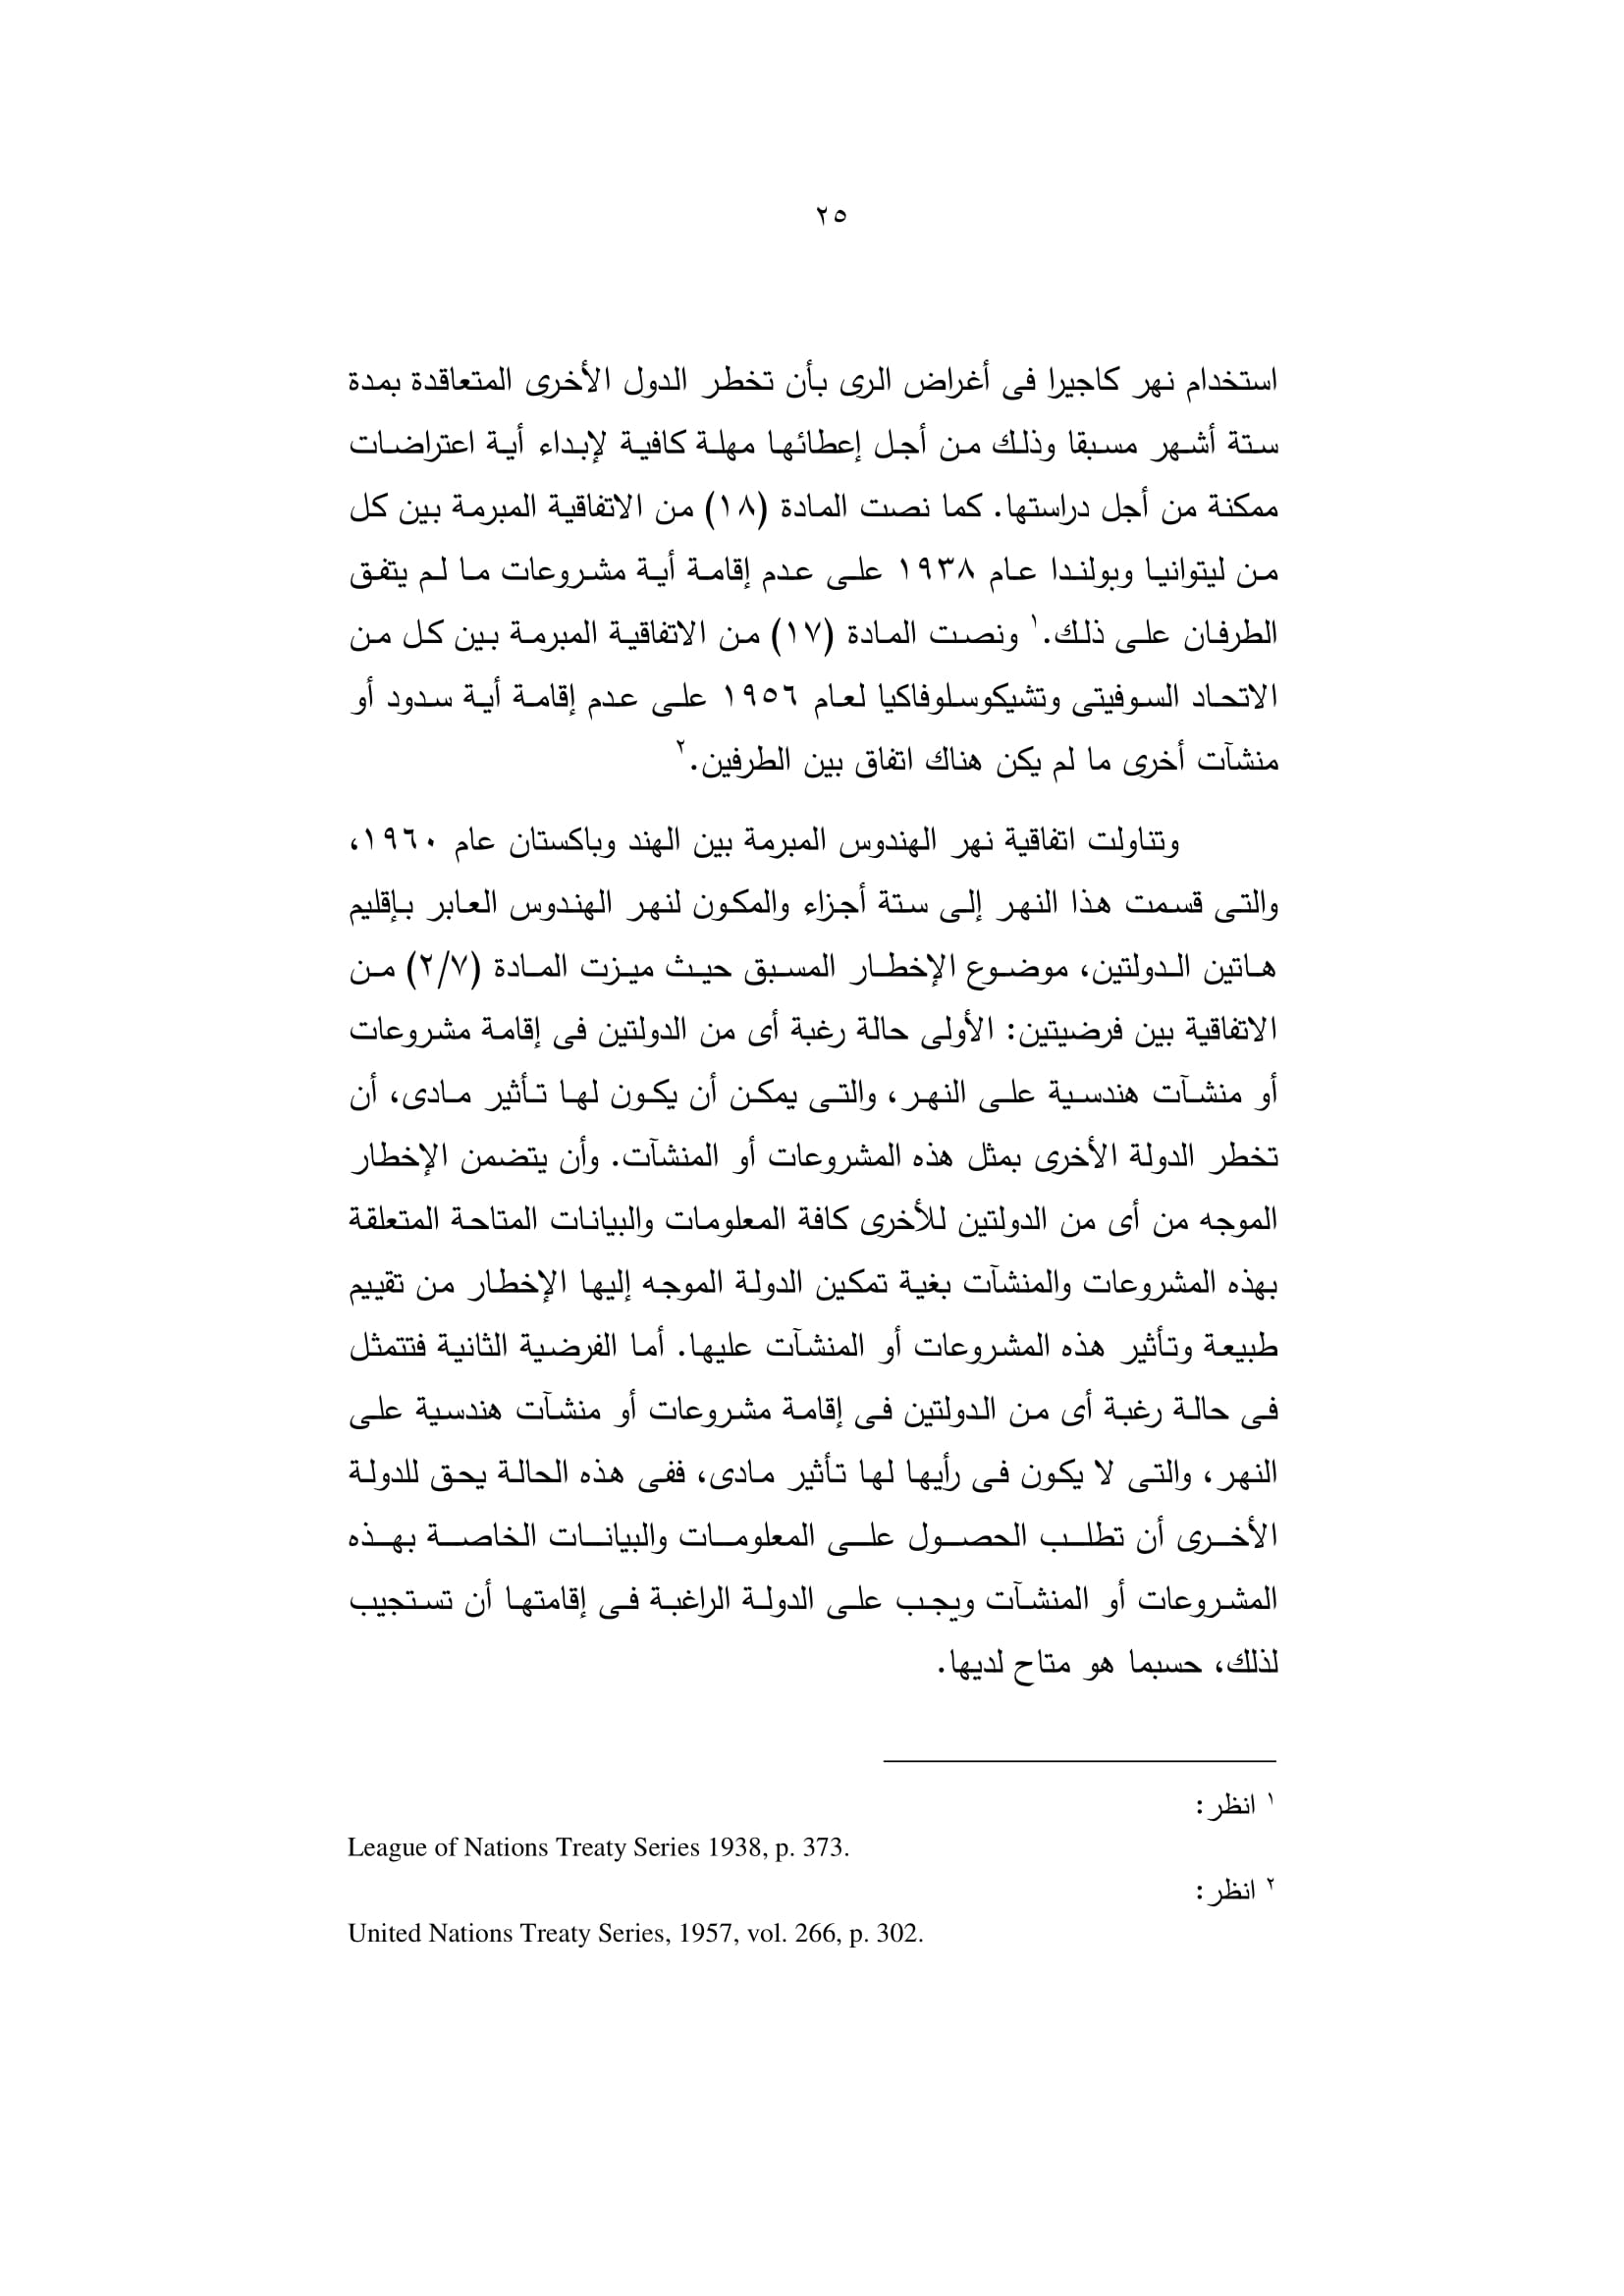 ٢٥
استخدام نهر كاجيرا فى أغراض الرى بأن تخطر الدول الأخرى المتعاقدة بمدة
ستة أشهر مسبقا وذلك من أجل إعطائها مهلة كافية لإبداء أية اعتراضات
ممكنة من أجل دراستها. كما نصت المادة (١٨) من الاتفاقية المبرمة بين كل
من ليتوانيا وبولندا عام ١٩٣٨ على عدم إقامة أية مشروعات ما لم يتفق
الطرفان على ذلك.١ ونصت المادة (١٧) من الاتفاقية المبرمة بين كل من
الاتحاد السوفيتى وتشيكوسلوفاكيا لعام ١٩٥٦ على عدم إقامة أية سدود أو
منشآت أخرى ما لم يكن هناك اتفاق بين الطرفين.٢
وتناولت اتفاقية نهر الهندوس المبرمة بين الهند وباكستان عام ١٩٦٠،
والتى قسمت هذا النهر إلى ستة أجزاء والمكون لنهر الهندوس العابر بإقليم
هاتين الدولتين، موضوع الإخطار المسبق حيث ميزت المادة (٢/٧) من
الاتفاقية بين فرضيتين: الأولى حالة رغبة أى من الدولتين فى إقامة مشروعات
أو منشآت هندسية على النهر، والتى يمكن أن يكون لها تأثير مادى، أن
تخطر الدولة الأخرى بمثل هذه المشروعات أو المنشآت. وأن يتضمن الإخطار
الموجه من أى من الدولتين للأخرى كافة المعلومات والبيانات المتاحة المتعلقة
بهذه المشروعات والمنشآت بغية تمكين الدولة الموجه إليها الإخطار من تقييم
طبيعة وتأثير هذه المشروعات أو المنشآت عليها. أما الفرضية الثانية فتتمثل
فى حالة رغبة أى من الدولتين فى إقامة مشروعات أو منشآت هندسية على
النهر، والتى لا يكون فى رأيها لها تأثير مادى، ففى هذه الحالة يحق للدولة
الأخرى أن تطلب الحصول على المعلومات والبيانات الخاصة بهذه
المشروعات أو المنشآت ويجب على الدولة الراغبة فى إقامتها أن تستجيب
لذلك، حسبما هو متاح لديها.
١ انظر:
League of Nations Treaty Series 1938, p. 373.
٢ انظر:
United Nations Treaty Series, 1957, vol. 266, p. 302.